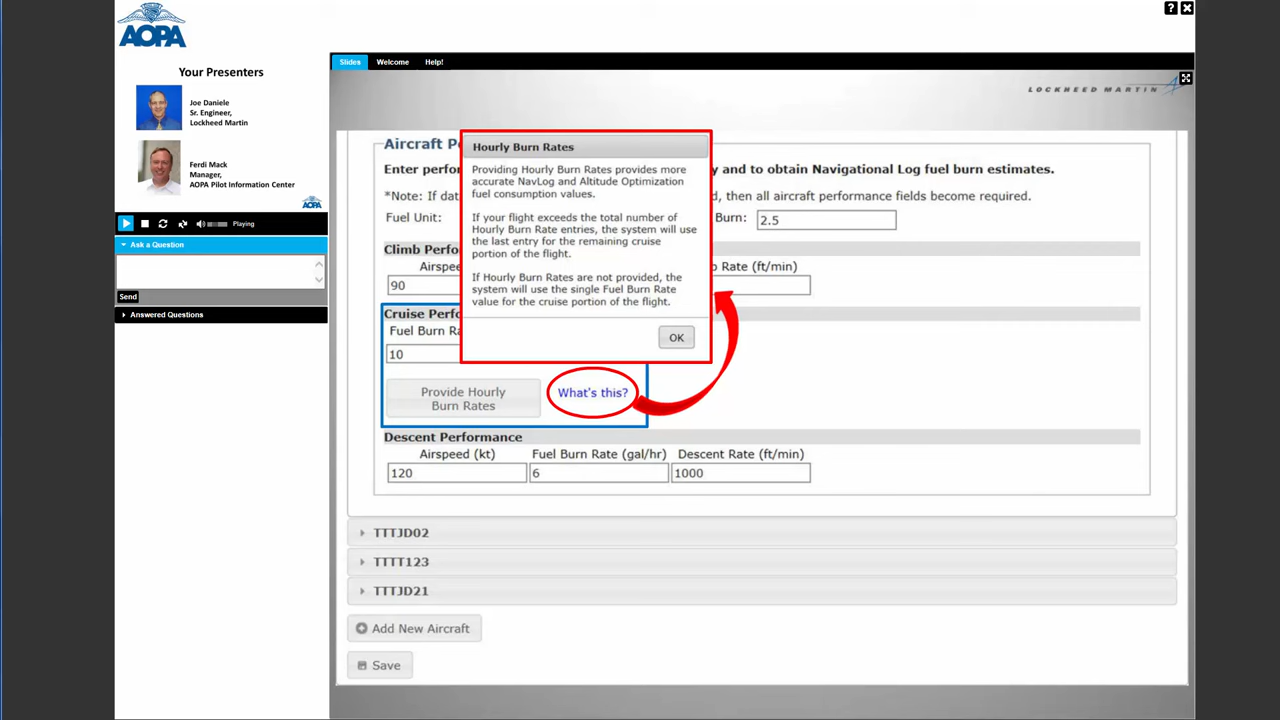 AOPA
Your Presenters
Joe Daniele
Sr. Engineer,
Lockheed Martin
Ferdi Mack
Manager,
AOPA Pilot Information Center
Playing
Ask a Question
Send
Answered Questions
Slides Welcome Help!
LOCKHEED MARTIN
Aircraft P
Enter perfor y and to obtain Navigational Log fuel burn estimates.
*Note: If dat d, then all aircraft performance fields become required.
Fuel Unit: Burn: 2.5
Climb Perfo
Airspee b Rate (ft/min)
90
Cruise Perfo
Fuel Burn Ra
10
Hourly Burn Rates
Providing Hourly Burn Rates provides more
accurate NavLog and Altitude Optimization
fuel consumption values.
If your flight exceeds the total number of
Hourly Burn Rate entries, the system will use
the last entry for the remaining cruise
portion of the flight.
If Hourly Burn Rates are not provided, the
system will use the single Fuel Burn Rate
value for the cruise portion of the flight.
OK
Provide Hourly
Burn Rates
What's this?
Descent Performance
Airspeed (kt) Fuel Burn Rate (gal/hr) Descent Rate (ft/min)
120 6 1000
TTTJD02
TTTT123
TTTJD21
Add New Aircraft
Save